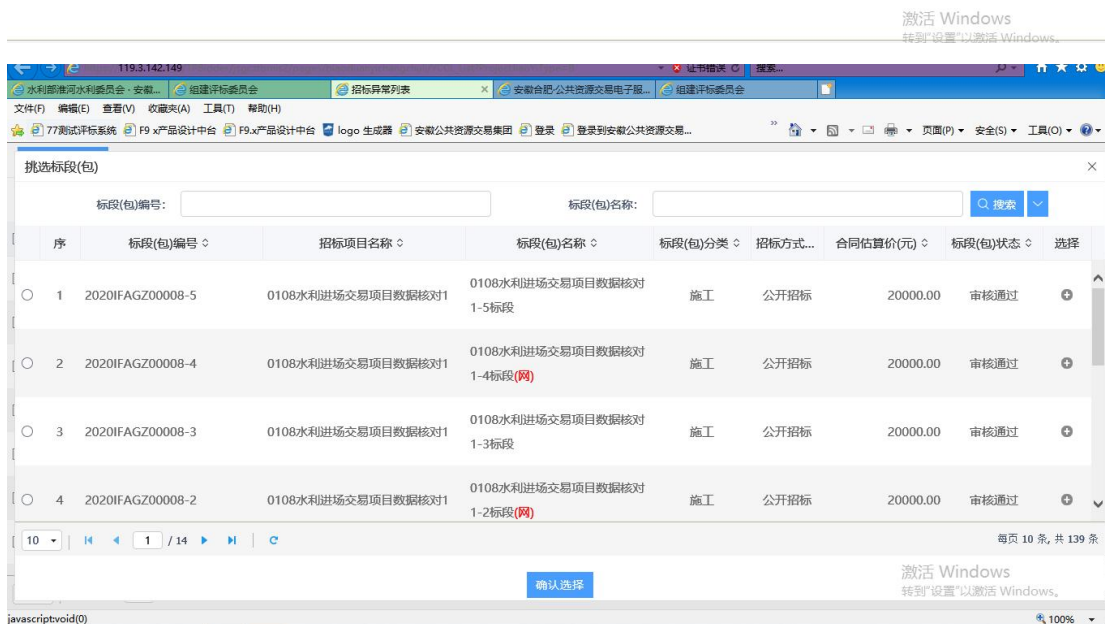 激活 Windows
转到"设置"以激活 Windows。
119.3.142.149 证书错误 搜索...
水利部淮河水利委员会 · 安徽... 组建评标委员会 招标异常列表 × 安徽合肥公共资源交易电子服... 组建评标委员会
文件(F) 编辑(E) 查看(V) 收藏夹(A) 工具(T) 帮助(H)
77测试评标系统 F9 x产品设计中台 F9.x产品设计中台 logo 生成器 安徽公共资源交易集团 登录 登录到安徽公共资源交易... » 页面(P) 安全(S) 工具(O)
挑选标段(包) ×
标段(包)编号: 标段(包)名称: 搜索
序 标段(包)编号 招标项目名称 标段(包)名称 标段(包)分类 招标方式... 合同估算价(元) 标段(包)状态 选择
1 2020IFAGZ00008-5 0108水利进场交易项目数据核对1 0108水利进场交易项目数据核对 施工 公开招标 20000.00 审核通过
1-5标段
2 2020IFAGZ00008-4 0108水利进场交易项目数据核对1 0108水利进场交易项目数据核对 施工 公开招标 20000.00 审核通过
1-4标段(网)
3 2020IFAGZ00008-3 0108水利进场交易项目数据核对1 0108水利进场交易项目数据核对 施工 公开招标 20000.00 审核通过
1-3标段
4 2020IFAGZ00008-2 0108水利进场交易项目数据核对1 0108水利进场交易项目数据核对 施工 公开招标 20000.00 审核通过
1-2标段(网)
10 1 / 14 每页 10 条, 共 139 条
确认选择
激活 Windows
转到"设置"以激活 Windows。
javascript:void(0) 100%